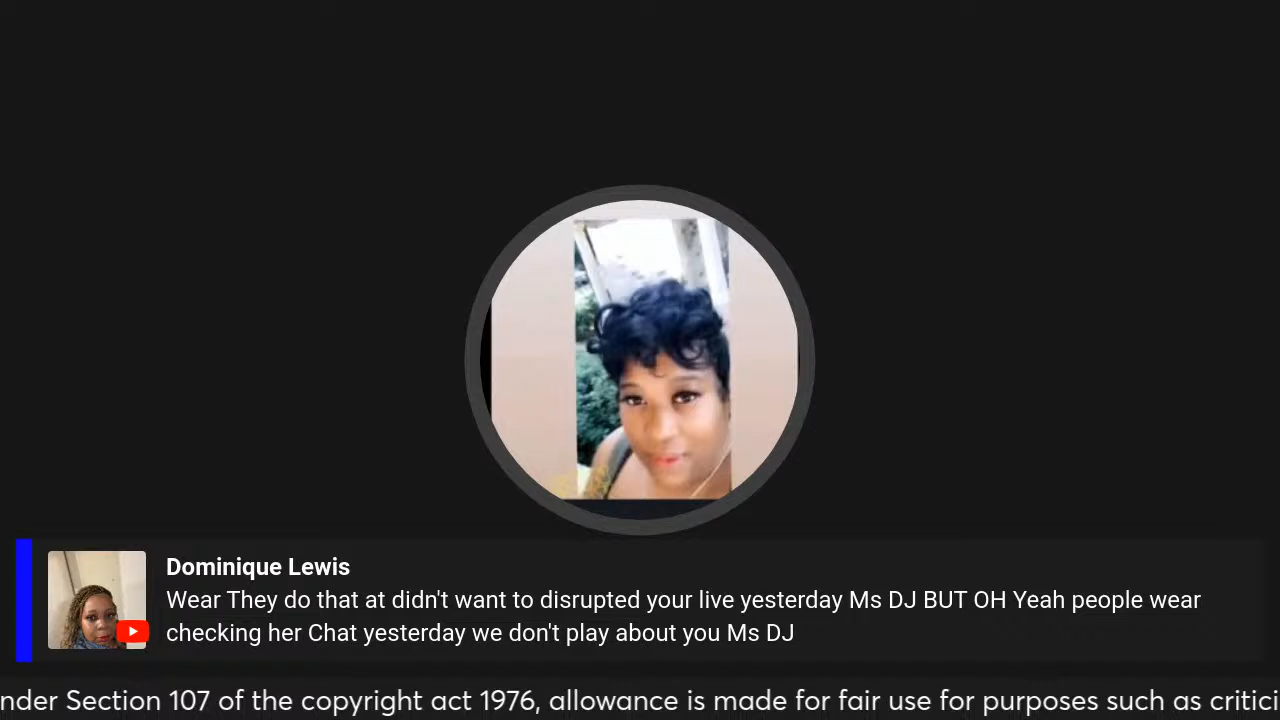 Dominique Lewis
Wear They do that at didn't want to disrupted your live yesterday Ms DJ BUT OH Yeah people wear
checking her Chat yesterday we don't play about you Ms DJ
nder Section 107 of the copyright act 1976, allowance is made for fair use for purposes such as critici